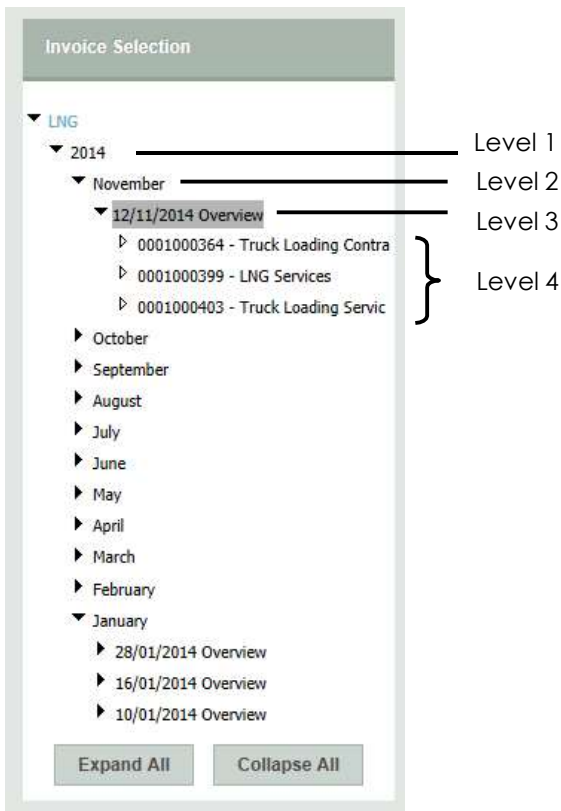 Invoice Selection
LNG
2014
Level 1
November
Level 2
12/11/2014 Overview
Level 3
0001000364 - Truck Loading Contra
0001000399 - LNG Services
Level 4
0001000403 - Truck Loading Servic
October
September
August
July
June
May
April
March
February
January
28/01/2014 Overview
16/01/2014 Overview
10/01/2014 Overview
Expand All
Collapse All